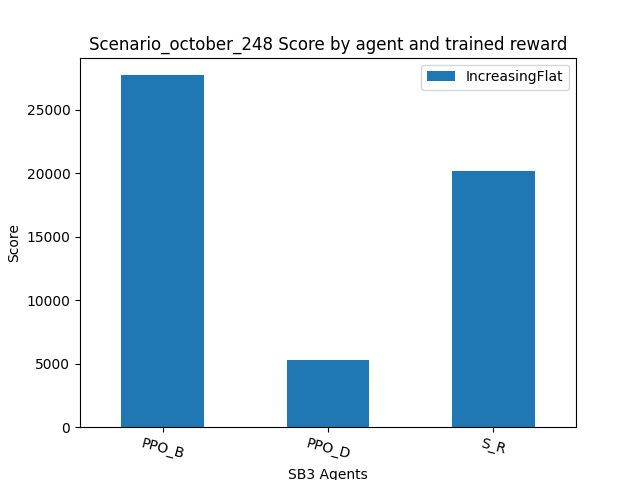 Scenario_october_248 Score by agent and trained reward
IncreasingFlat
25000
20000
15000
10000
5000
0
Score
PPO_B
PPO_D
S_R
SB3 Agents